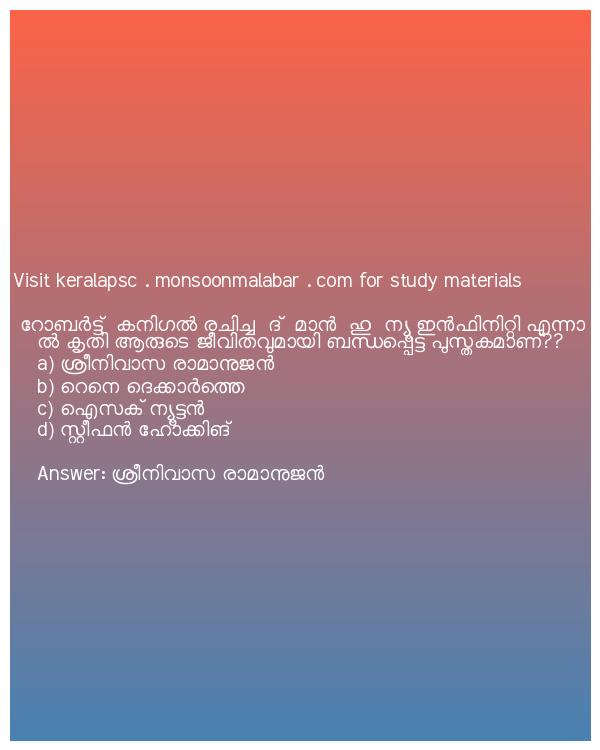 Visit keralapsc . monsoonmalabar . com for study materials
റോബർട്ട് കനിഗൽ രചിച്ച ദ് മാൻ ഹു ന്യൂ ഇൻഫിനിറ്റി എന്നാ
ൽ കൃതി ആരുടെ ജീവിതവുമായി ബന്ധപ്പെട്ട പുസ്തകമാണ്??
a) ശ്രീനിവാസ രാമാനുജൻ
b) റെനെ ദെക്കാർത്തെ
c) ഐസക് ന്യൂട്ടൻ
d) സ്റ്റീഫൻ ഹോക്കിങ്
Answer: ശ്രീനിവാസ രാമാനുജൻ